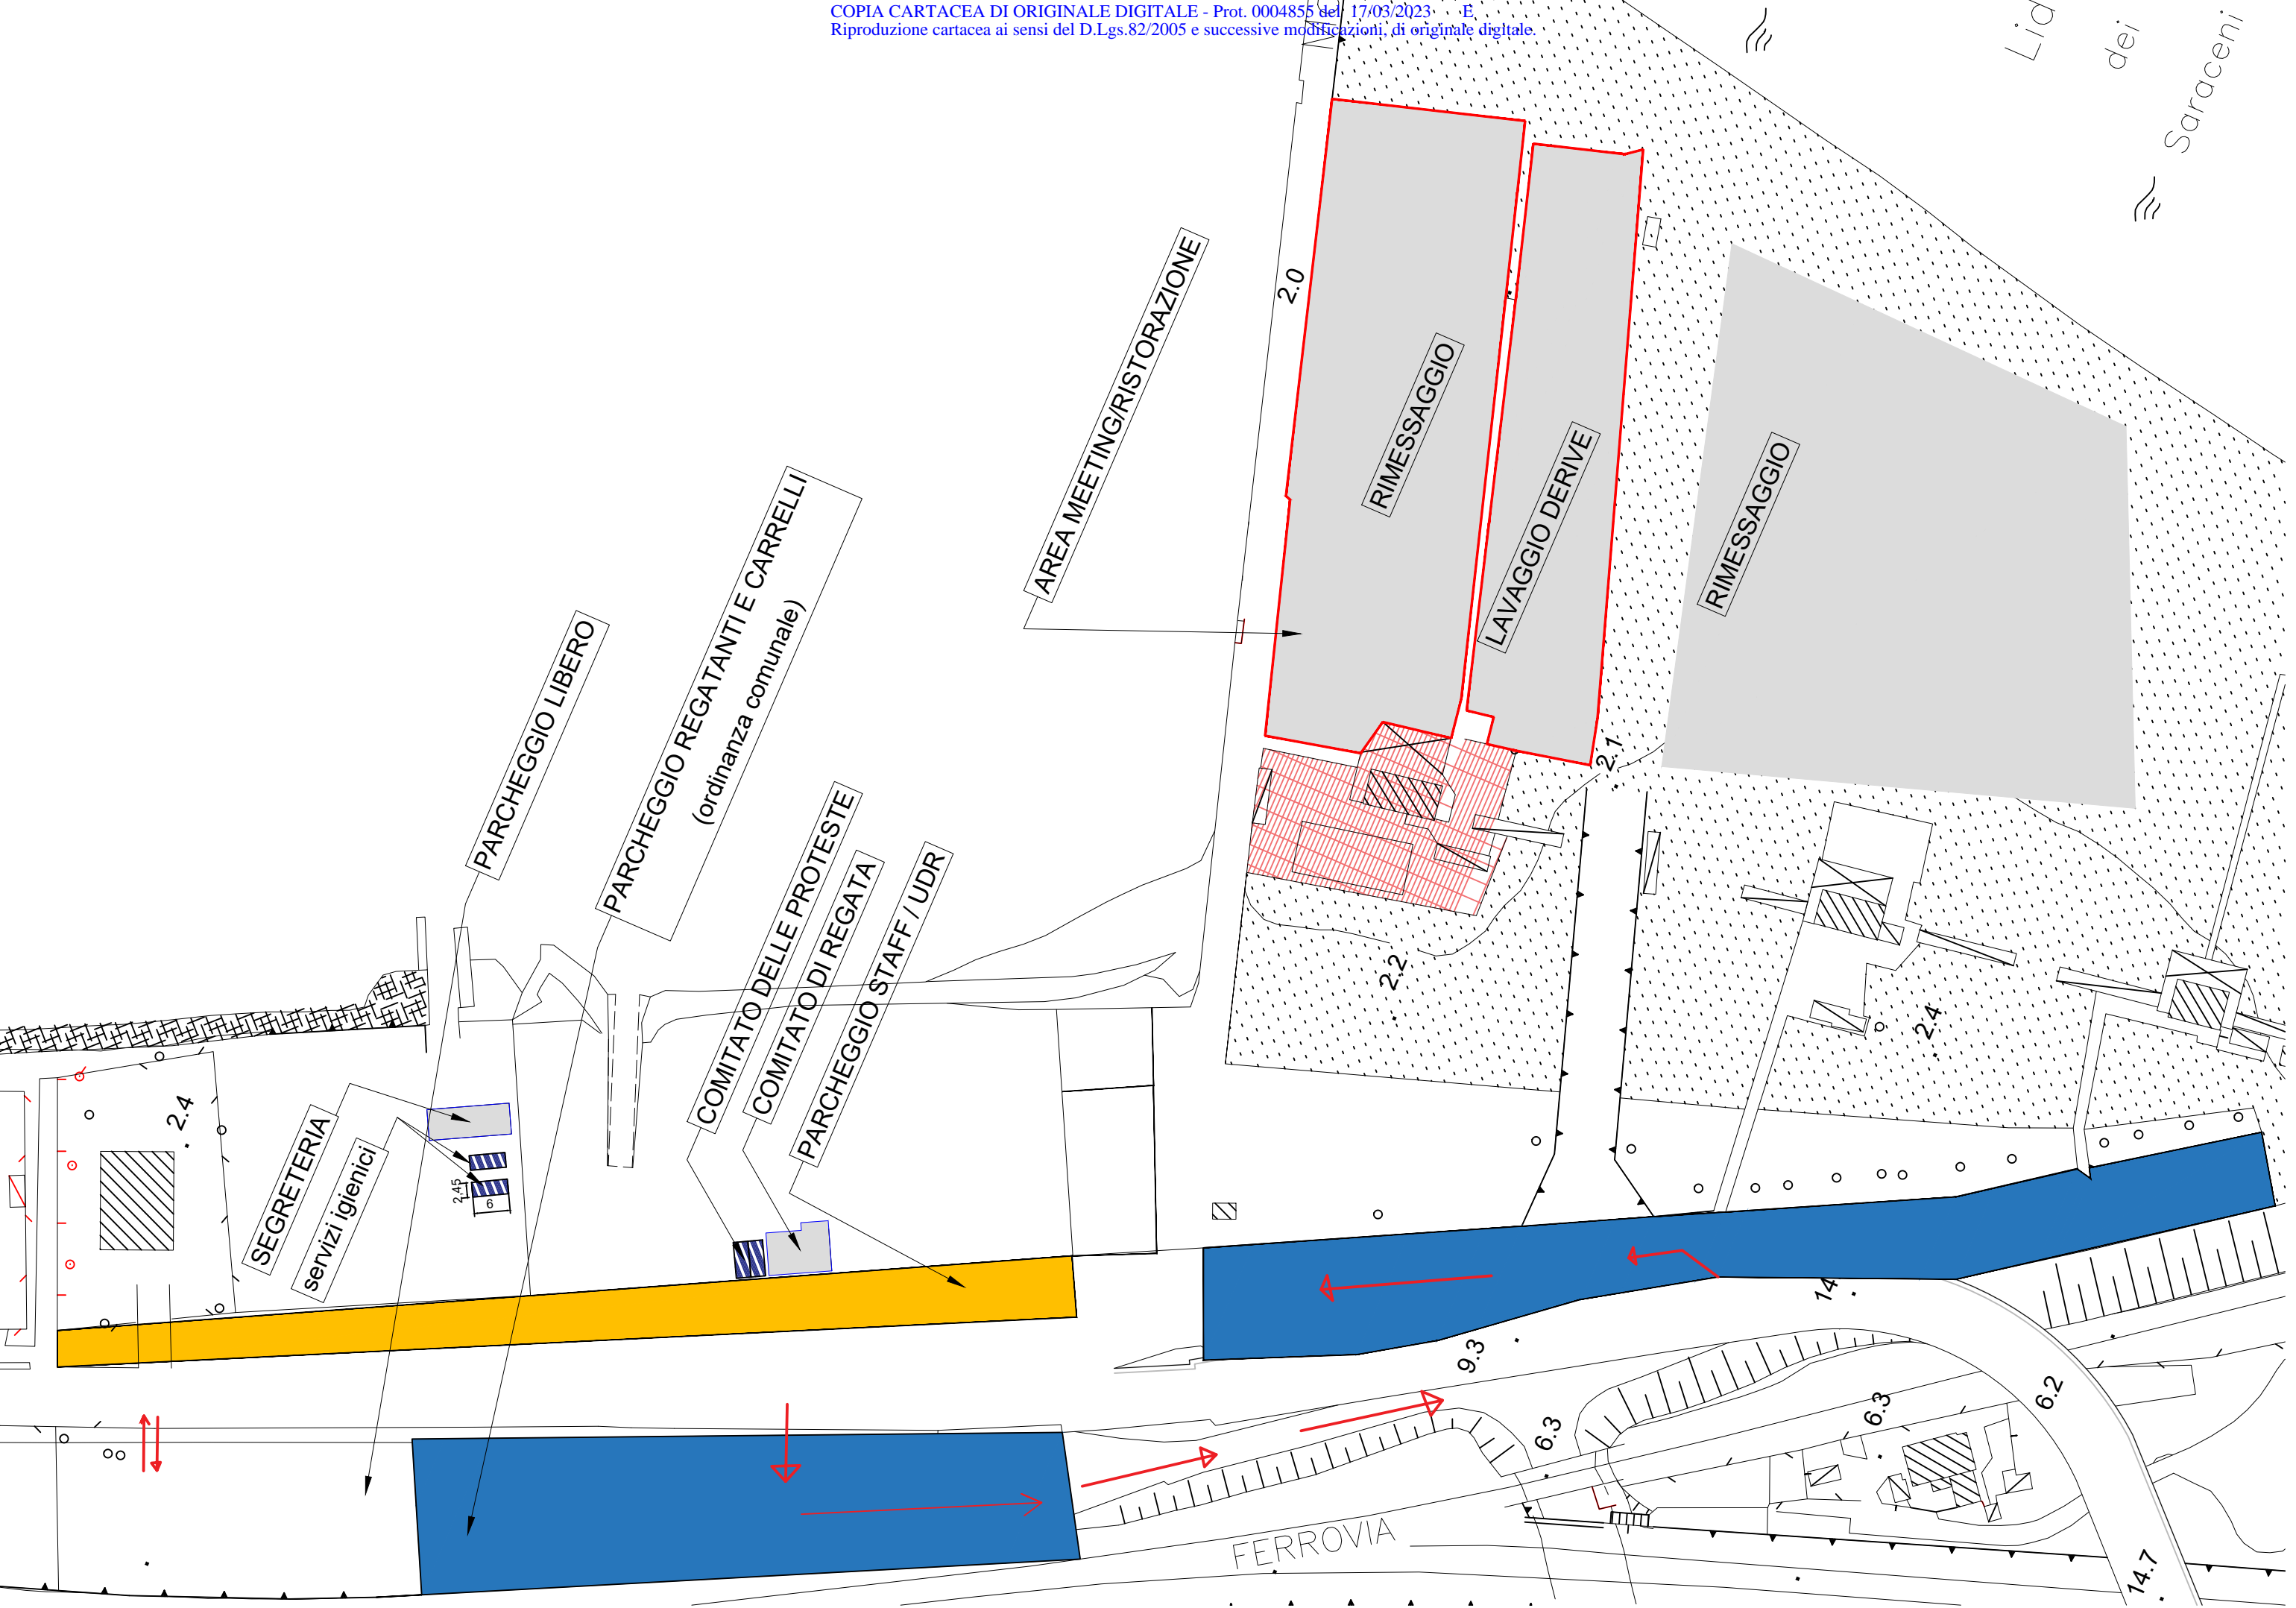 COPIA CARTACEA DI ORIGINALE DIGITALE - Prot. 0004855 del 17/03/2023 - E
Riproduzione cartacea ai sensi del D.Lgs.82/2005 e successive modificazioni, di originale digitale.
dei
Saraceni
2.0
AREA MEETING/RISTORAZIONE
RIMESSAGGIO
LAVAGGIO DERIVE
RIMESSAGGIO
PARCHEGGIO LIBERO
PARCHEGGIO REGATANTI E CARRELLI
(ordinanza comunale)
COMITATO DELLE PROTESTE
COMITATO DI REGATA
PARCHEGGIO STAFF / UDR
2.1
2.2
2.4
2.4
SEGRETERIA
servizi igienici
2.45
6
14
9.3
6.3
6.3
6.2
FERROVIA
14.7